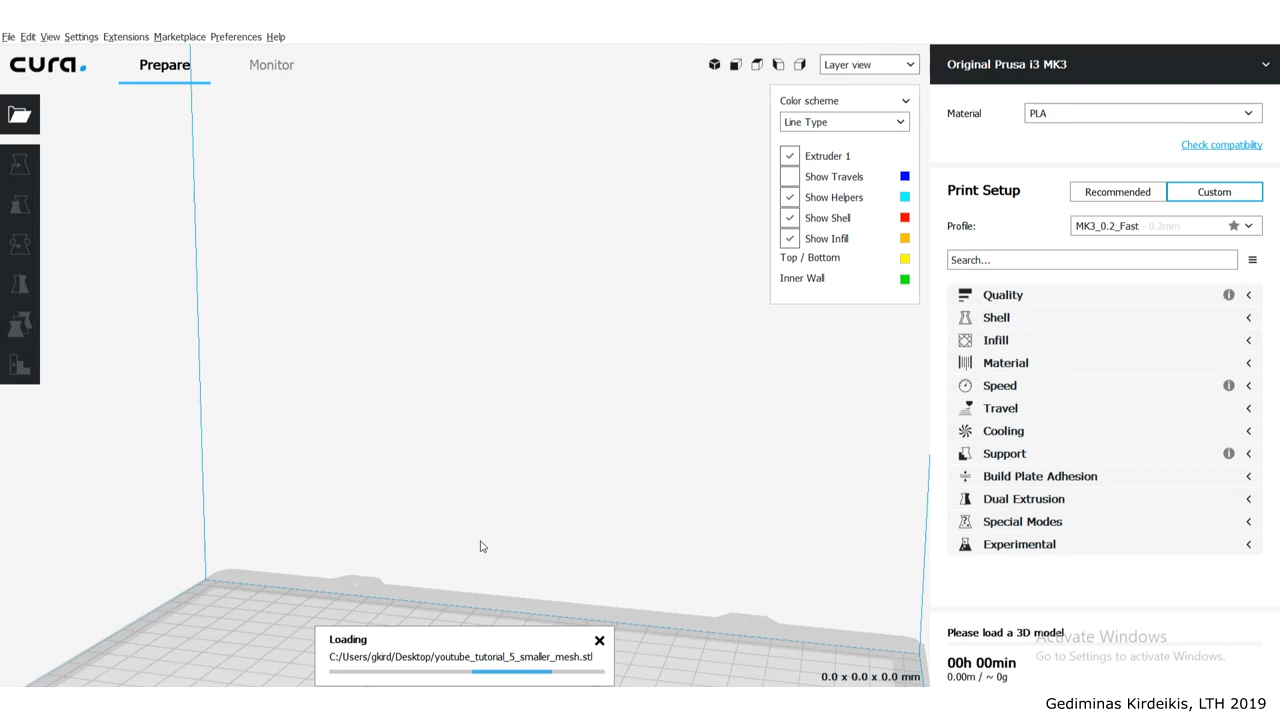 File Edit View Settings Extensions Marketplace Preferences Help
cura.
Prepare
Monitor
Layer view
Original Prusa i3 MK3
Color scheme
Line Type
Extruder 1
Show Travels
Show Helpers
Show Shell
Show Infill
Top / Bottom
Inner Wall
Material
PLA
Check compatibility
Print Setup
Recommended
Custom
Profile:
MK3_0.2_Fast - 0.2mm
Search...
Quality
Shell
Infill
Material
Speed
Travel
Cooling
Support
Build Plate Adhesion
Dual Extrusion
Special Modes
Experimental
Loading
C:/Users/gkird/Desktop/youtube_tutorial_5_smaller_mesh.stl
0.0 x 0.0 x 0.0 mm
Please load a 3D model
Activate Windows
Go to Settings to activate Windows.
00h 00min
0.00m / ~ 0g
Gediminas Kirdeikis, LTH 2019